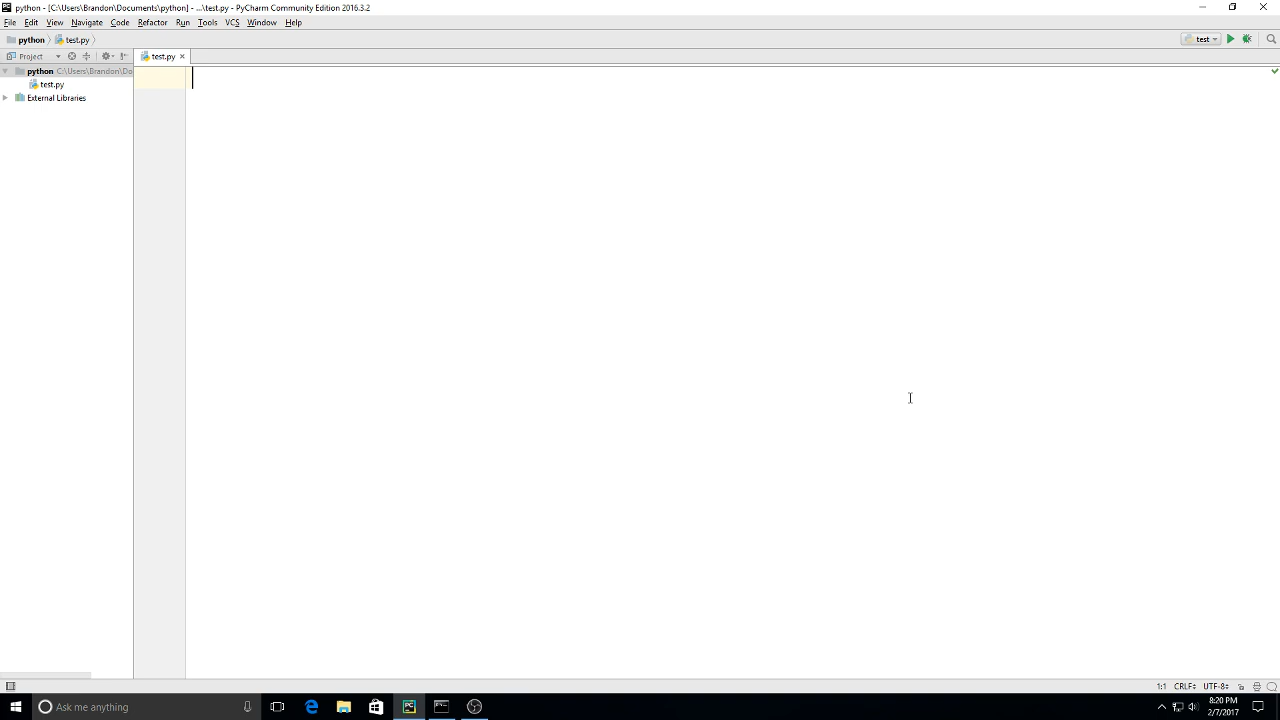 python - [C:\Users\Brandon\Documents\python] - ...\test.py - PyCharm Community Edition 2016.3.2
File Edit View Navigate Code Refactor Run Tools VCS Window Help
python test.py test
Project test.py
python C:\Users\Brandon\Do
test.py
External Libraries
1:1 CRLF UTF-8
Ask me anything
8:20 PM
2/7/2017